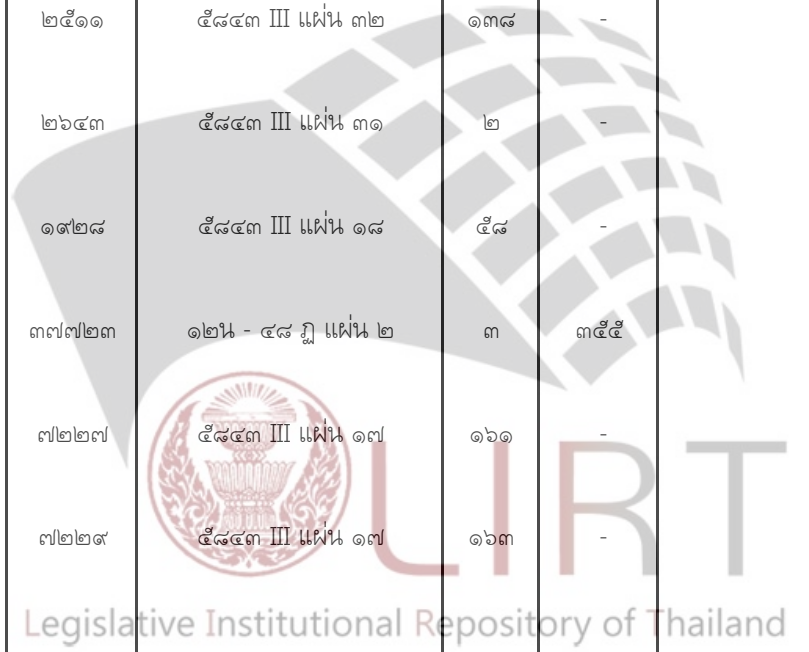 ๒๕๑๑ ๕๘๔๓ III แผ่น ๓๒ ๑๓๘ -
๒๖๔๓ ๕๘๔๓ III แผ่น ๓๑ ๒ -
๑๙๒๘ ๕๘๔๓ III แผ่น ๑๘ ๕๘ -
๓๗๗๒๓ ๑๒น - ๔๘ ฏ แผ่น ๒ ๓ ๓๕๕
๗๒๒๗ ๕๘๔๓ III แผ่น ๑๗ ๑๖๑ -
๗๒๒๙ ๕๘๔๓ III แผ่น ๑๗ ๑๖๓ -
LIRT
Legislative Institutional Repository of Thailand